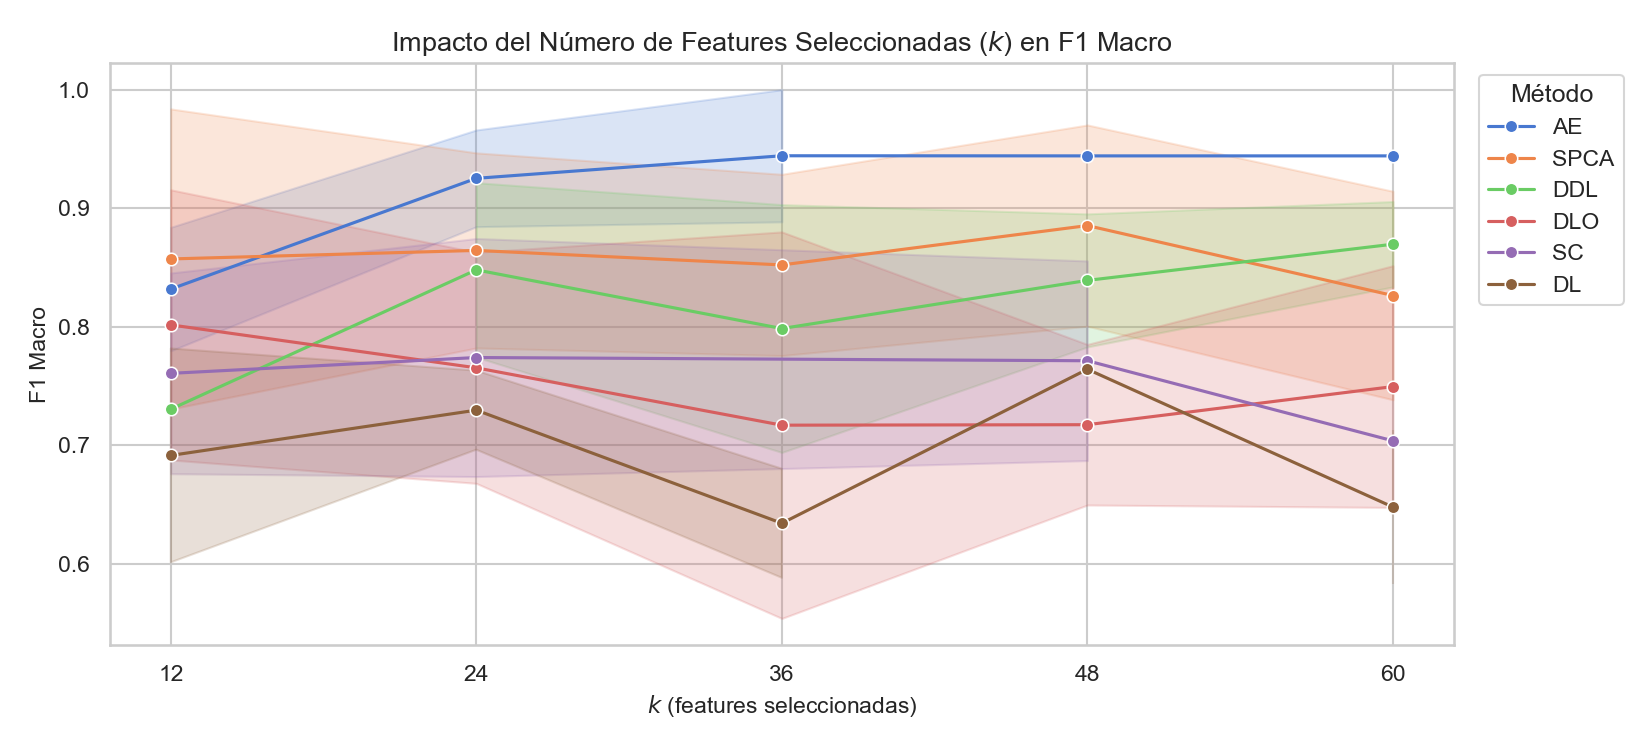 Impacto del Número de Features Seleccionadas (k) en F1 Macro
Método
AE
SPCA
DDL
DLO
SC
DL
F1 Macro
1.0
0.9
0.8
0.7
0.6
12 24 36 48 60
k (features seleccionadas)